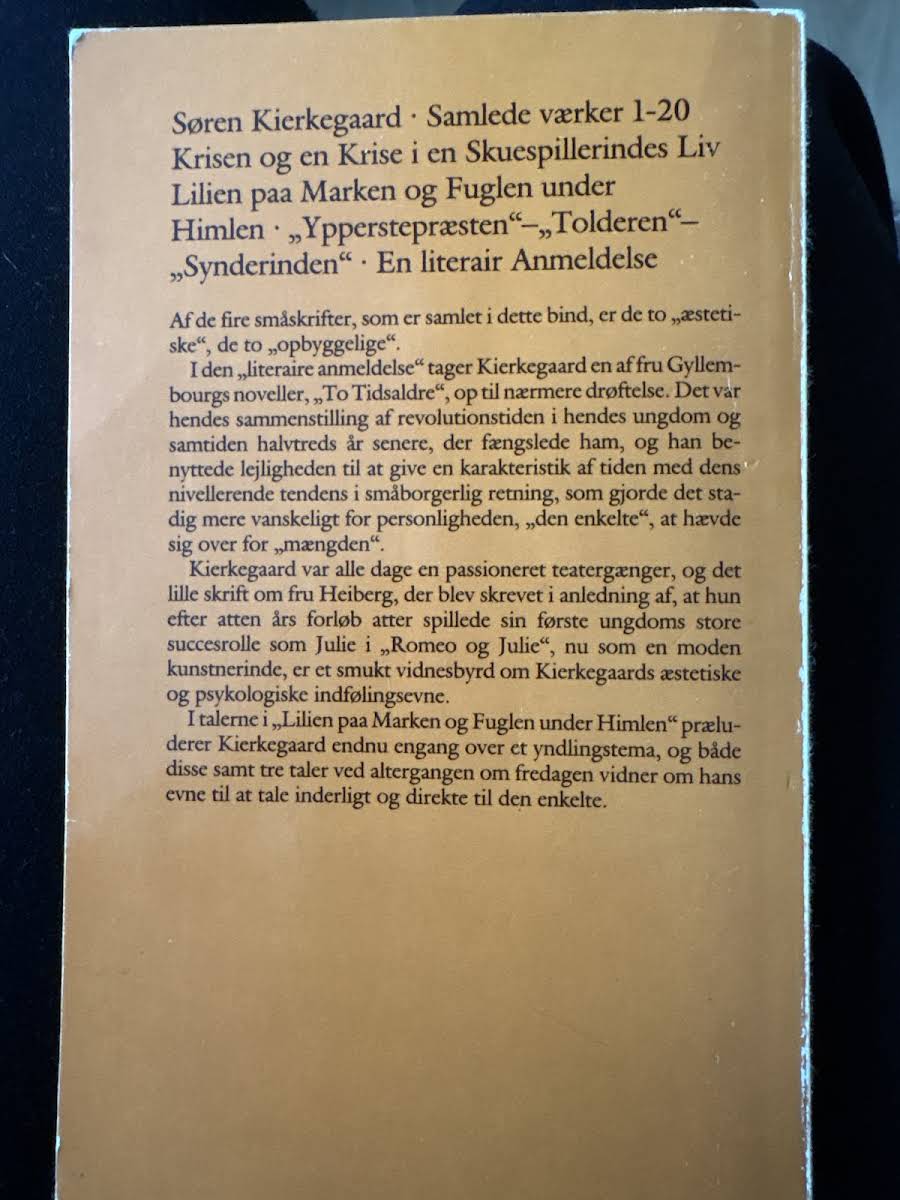 Søren Kierkegaard · Samlede værker 1-20
Krisen og en Krise i en Skuespillerindes Liv
Lilien paa Marken og Fuglen under
Himlen · „Ypperstepræsten“–„Tolderen“–
„Synderinden“ · En literair Anmeldelse
Af de fire småskrifter, som er samlet i dette bind, er de to „æsteti-
ske“, de to „opbyggelige“.
I den „literaire anmeldelse“ tager Kierkegaard en af fru Gyllem-
bourgs noveller, „To Tidsaldre“, op til nærmere drøftelse. Det var
hendes sammenstilling af revolutionstiden i hendes ungdom og
samtiden halvtreds år senere, der fængslede ham, og han be-
nyttede lejligheden til at give en karakteristik af tiden med dens
nivellerende tendens i småborgerlig retning, som gjorde det sta-
dig mere vanskeligt for personligheden, „den enkelte“, at hævde
sig over for „mængden“.
Kierkegaard var alle dage en passioneret teatergænger, og det
lille skrift om fru Heiberg, der blev skrevet i anledning af, at hun
efter atten års forløb atter spillede sin første ungdoms store
succesrolle som Julie i „Romeo og Julie“, nu som en moden
kunstnerinde, er et smukt vidnesbyrd om Kierkegaards æstetiske
og psykologiske indfølingsevne.
I talerne i „Lilien paa Marken og Fuglen under Himlen“ prælu-
derer Kierkegaard endnu engang over et yndlingstema, og både
disse samt tre taler ved altergangen om fredagen vidner om hans
evne til at tale inderligt og direkte til den enkelte.